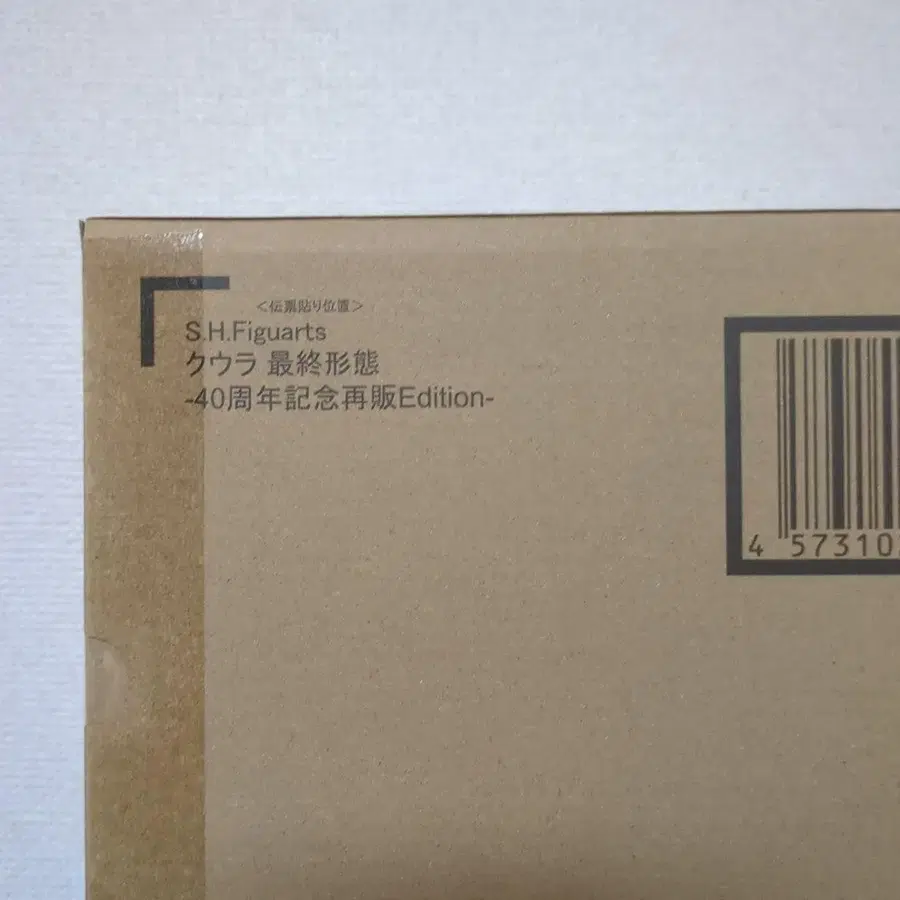 ＜伝票貼り位置＞
S.H.Figuarts
クウラ 最終形態
-40周年記念再販Edition-
4 573102